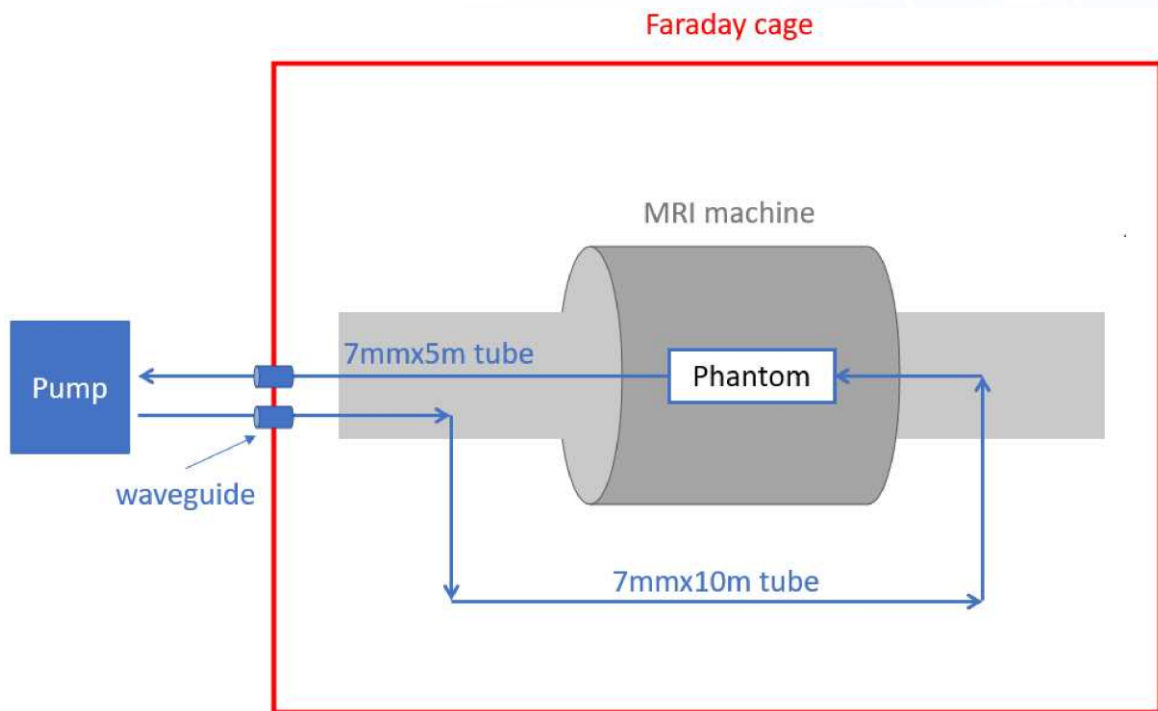 Faraday cage
MRI machine
7mmx5m tube
Pump
Phantom
waveguide
7mmx10m tube